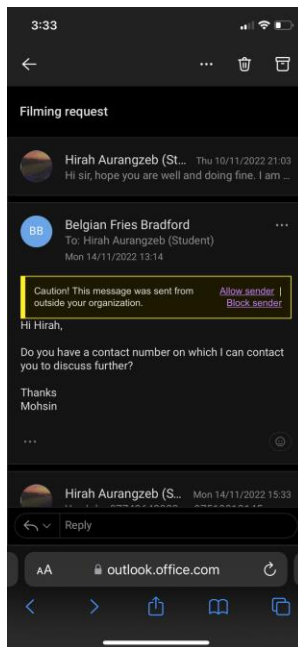 3:33
Filming request
Hirah Aurangzeb (St... Thu 10/11/2022 21:03
Hi sir, hope you are well and doing fine. I am ...
BB
Belgian Fries Bradford
To: Hirah Aurangzeb (Student)
Mon 14/11/2022 13:14
Caution! This message was sent from Allow sender |
outside your organization. Block sender
Hi Hirah,
Do you have a contact number on which I can contact
you to discuss further?
Thanks
Mohsin
Hirah Aurangzeb (S... Mon 14/11/2022 15:33
Reply
AA outlook.office.com